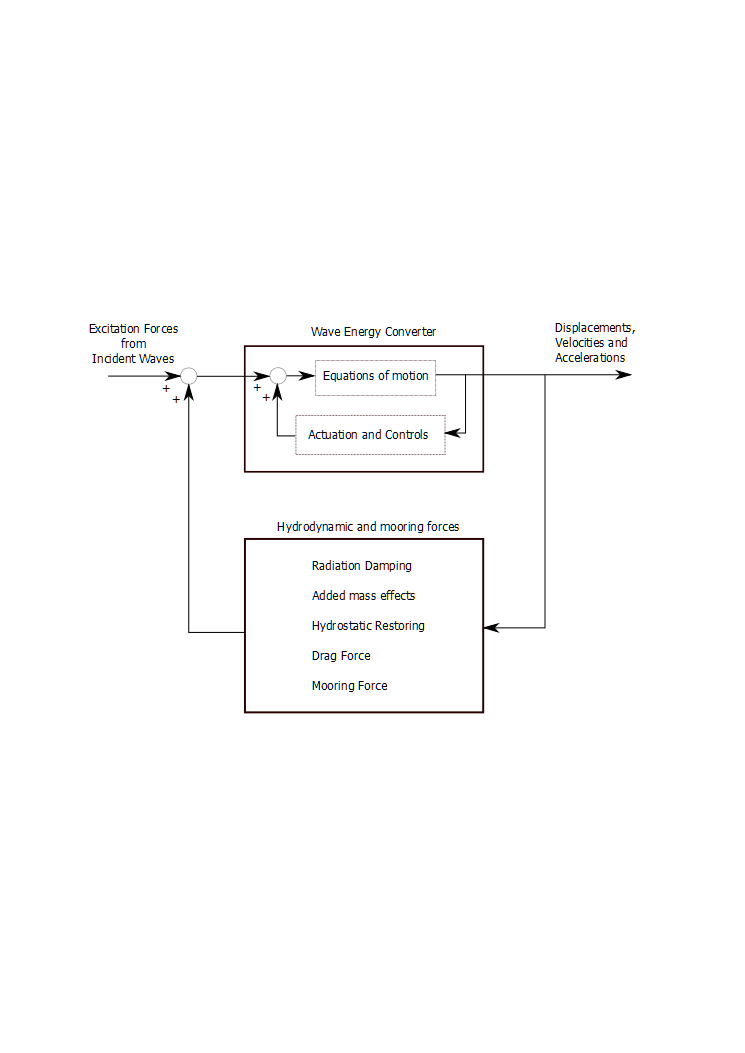 Excitation Forces
from
Incident Waves
Wave Energy Converter
Displacements,
Velocities and
Accelerations
Equations of motion
+
+
+
+
Actuation and Controls
Hydrodynamic and mooring forces
Radiation Damping
Added mass effects
Hydrostatic Restoring
Drag Force
Mooring Force